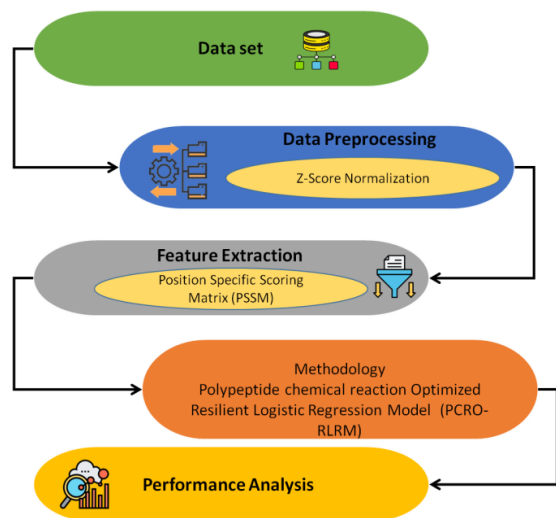 Data set
Data Preprocessing
Z-Score Normalization
Feature Extraction
Position Specific Scoring
Matrix (PSSM)
Methodology
Polypeptide chemical reaction Optimized
Resilient Logistic Regression Model  (PCRO-
RLRM)
Performance Analysis